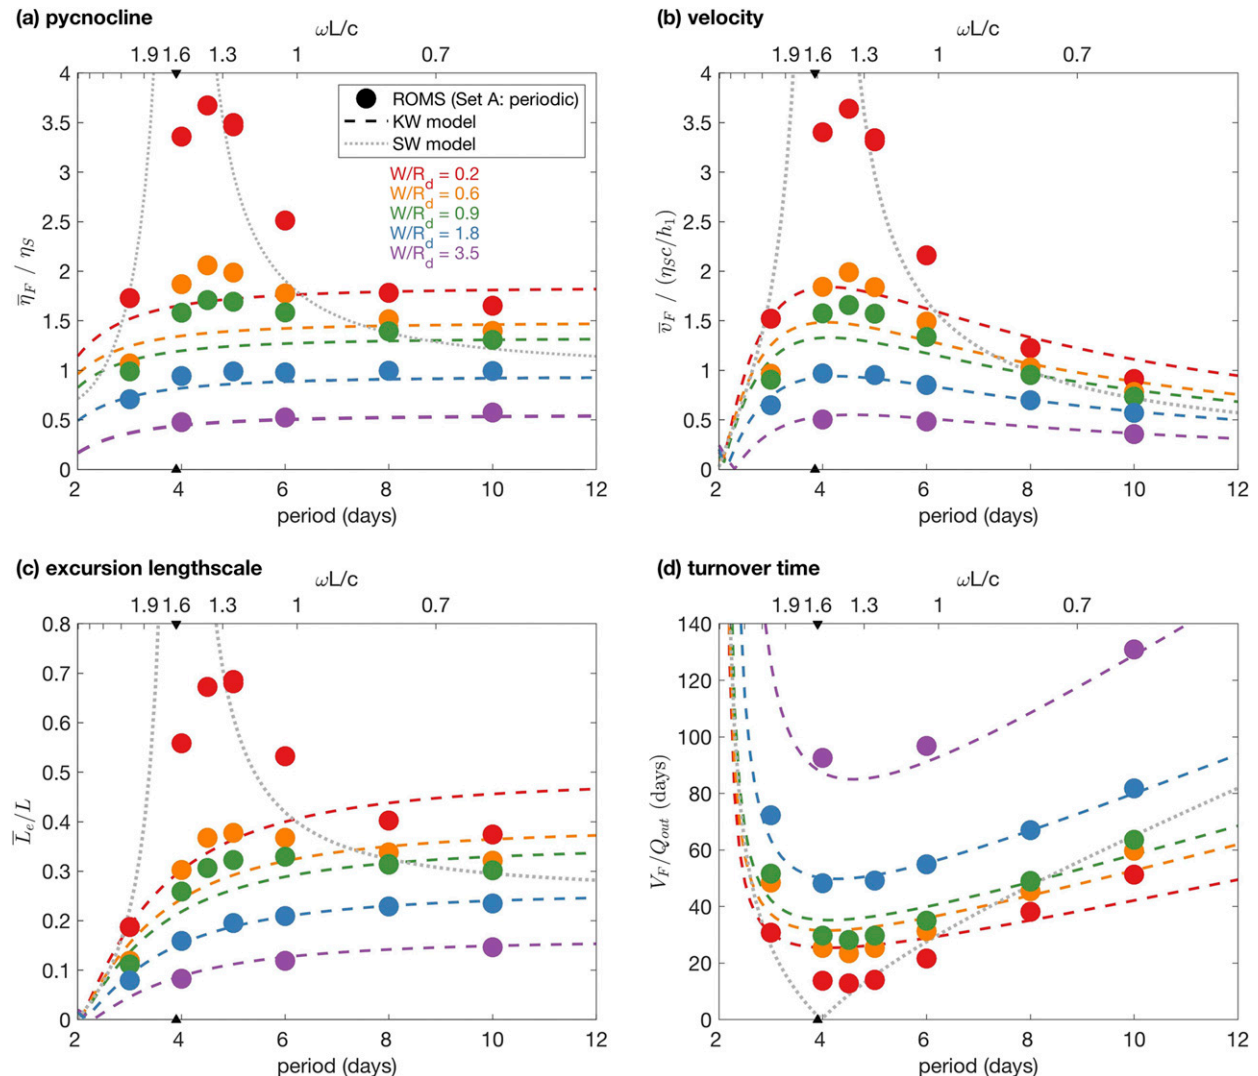 (a) pycnocline
ωL/c
1.9 1.6 1.3 1 0.7
4
3.5
3
2.5
2
1.5
1
0.5
0
η̅_F / η_S
ROMS (Set A: periodic)
KW model
SW model
W/R_d = 0.2
W/R_d = 0.6
W/R_d = 0.9
W/R_d = 1.8
W/R_d = 3.5
2 4 6 8 10 12
period (days)
(b) velocity
ωL/c
1.9 1.6 1.3 1 0.7
4
3.5
3
2.5
2
1.5
1
0.5
0
v̅_F / (η_S c/h_1)
2 4 6 8 10 12
period (days)
(c) excursion lengthscale
ωL/c
1.9 1.6 1.3 1 0.7
0.8
0.7
0.6
0.5
0.4
0.3
0.2
0.1
0
L̅_e/L
2 4 6 8 10 12
period (days)
(d) turnover time
ωL/c
1.9 1.6 1.3 1 0.7
140
120
100
80
60
40
20
0
V_F/Q_out (days)
2 4 6 8 10 12
period (days)